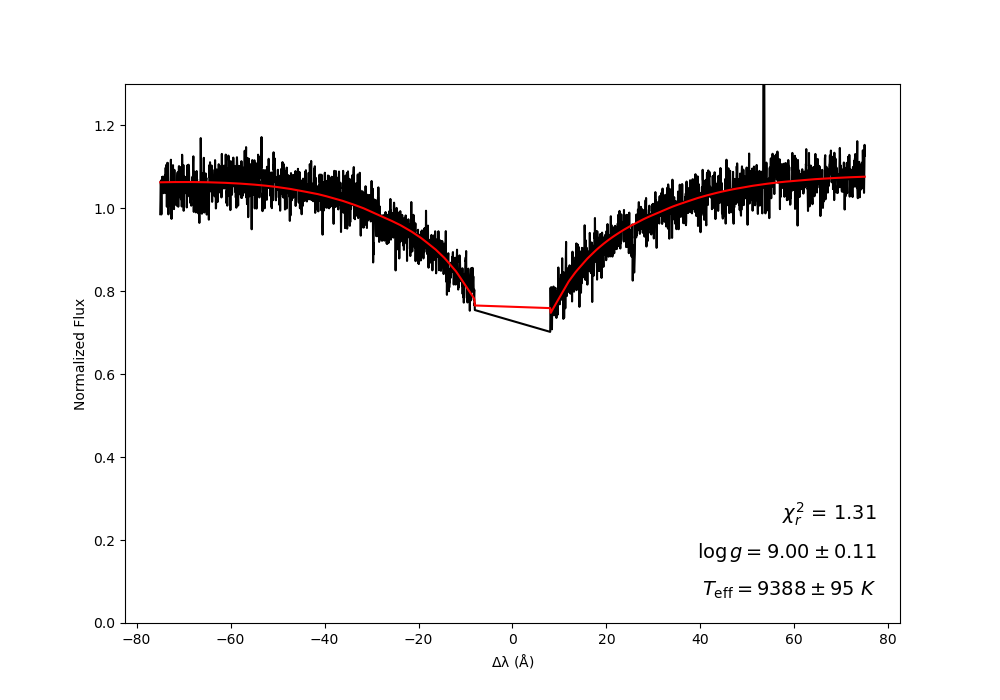 1.2
1.0
0.8
0.6
0.4
0.2
0.0
Normalized Flux
χ²ᵣ = 1.31
log g = 9.00 ± 0.11
T_eff = 9388 ± 95 K
−80 −60 −40 −20 0 20 40 60 80
Δλ (Å)